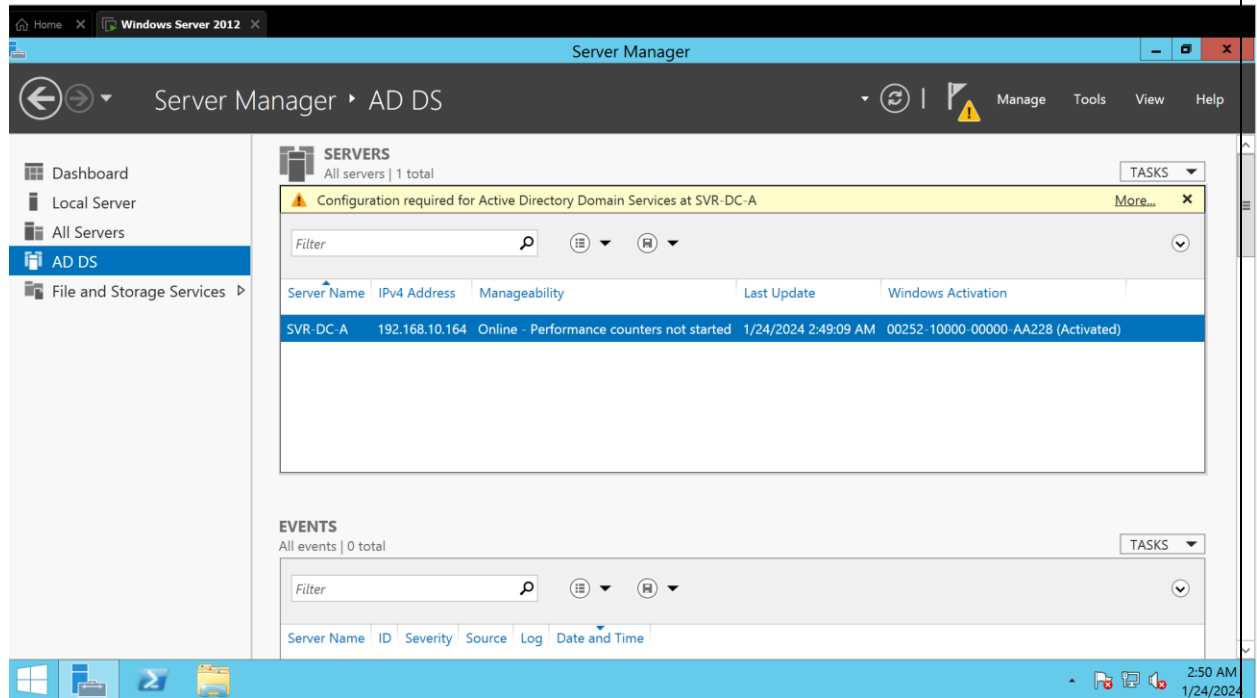 Home Windows Server 2012
Server Manager
Server Manager AD DS Manage Tools View Help
Dashboard
Local Server
All Servers
AD DS
File and Storage Services
SERVERS
All servers | 1 total
TASKS
Configuration required for Active Directory Domain Services at SVR-DC-A More...
Filter
Server Name IPv4 Address Manageability Last Update Windows Activation
SVR-DC-A 192.168.10.164 Online - Performance counters not started 1/24/2024 2:49:09 AM 00252-10000-00000-AA228 (Activated)
EVENTS
All events | 0 total
TASKS
Filter
Server Name ID Severity Source Log Date and Time
2:50 AM
1/24/2024